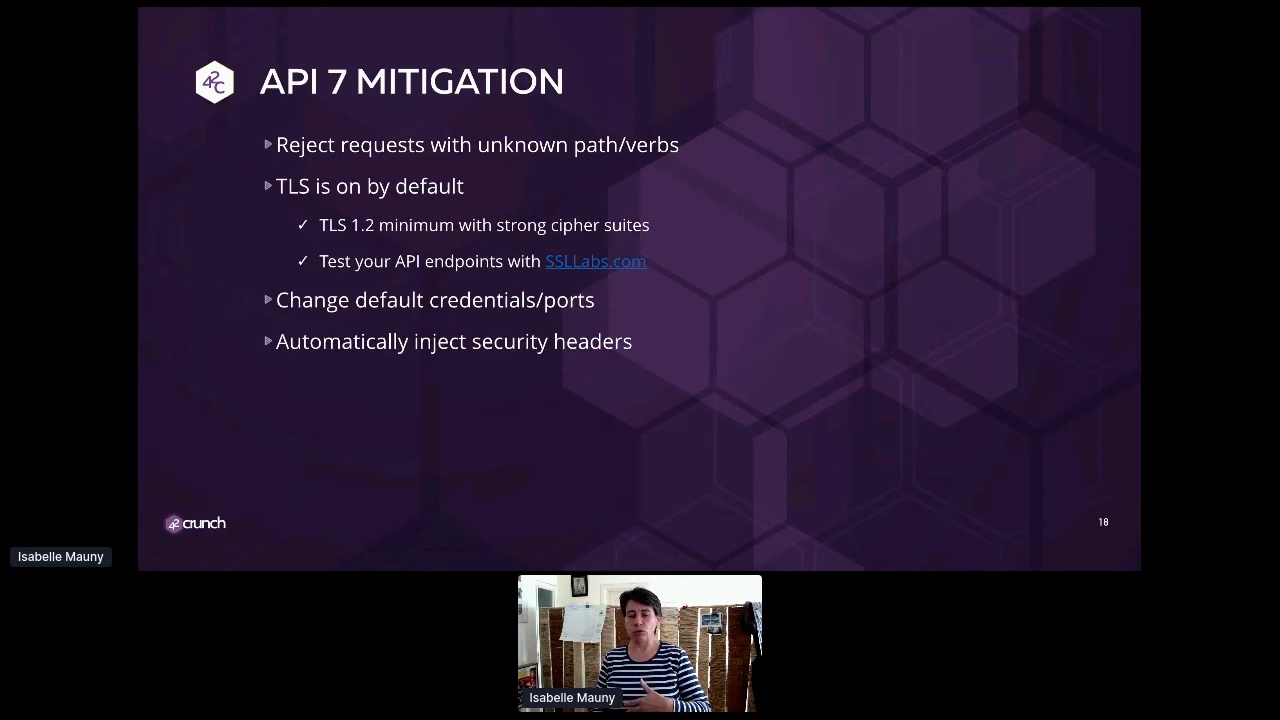 42C
API 7 MITIGATION
Reject requests with unknown path/verbs
TLS is on by default
✓ TLS 1.2 minimum with strong cipher suites
✓ Test your API endpoints with SSLLabs.com
Change default credentials/ports
Automatically inject security headers
42crunch
18
Isabelle Mauny
Isabelle Mauny